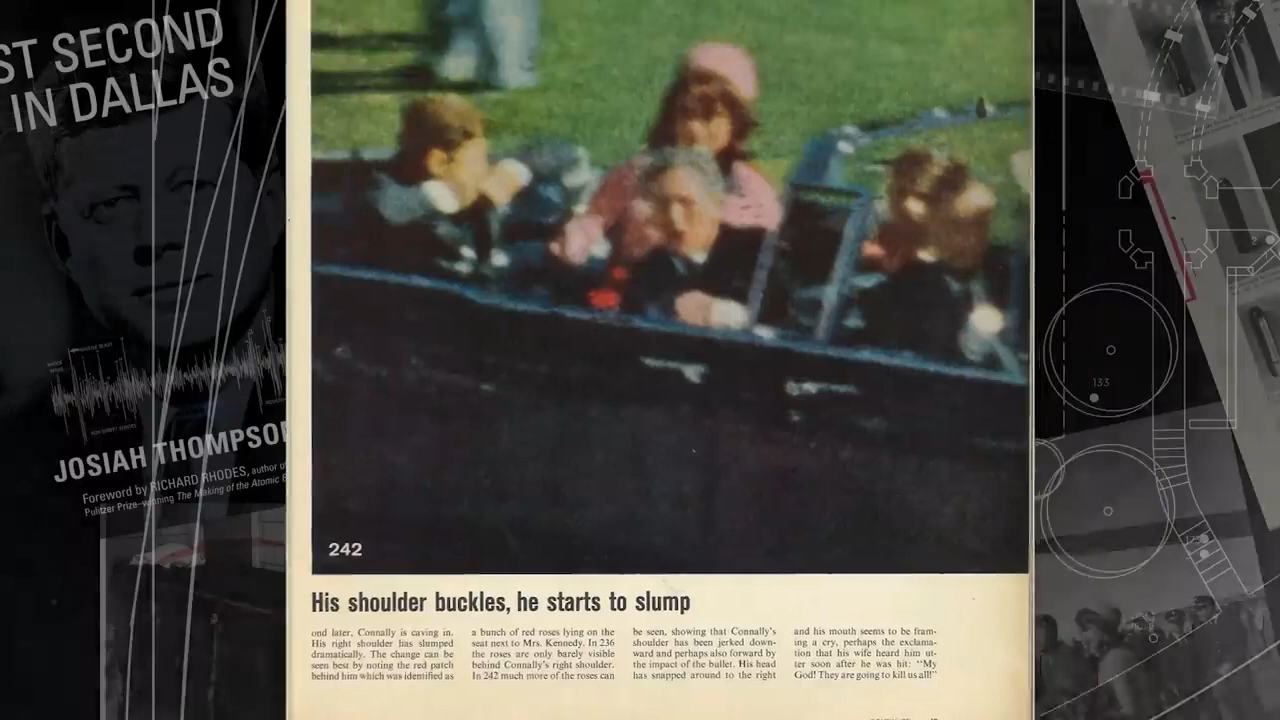 ST SECOND
IN DALLAS
JOSIAH THOMPSO
Foreword by RICHARD RHODES, author o
Pulitzer Prize–winning The Making of the Atomic B
242
His shoulder buckles, he starts to slump
ond later, Connally is caving in.
His right shoulder has slumped
dramatically. The change can be
seen best by noting the red patch
behind him which was identified as
a bunch of red roses lying on the
seat next to Mrs. Kennedy. In 236
the roses are only barely visible
behind Connally's right shoulder.
In 242 much more of the roses can
be seen, showing that Connally's
shoulder has been jerked down-
ward and perhaps also forward by
the impact of the bullet. His head
has snapped around to the right
and his mouth seems to be fram-
ing a cry, perhaps the exclama-
tion that his wife heard him ut-
ter soon after he was hit: "My
God! They are going to kill us all!"
133